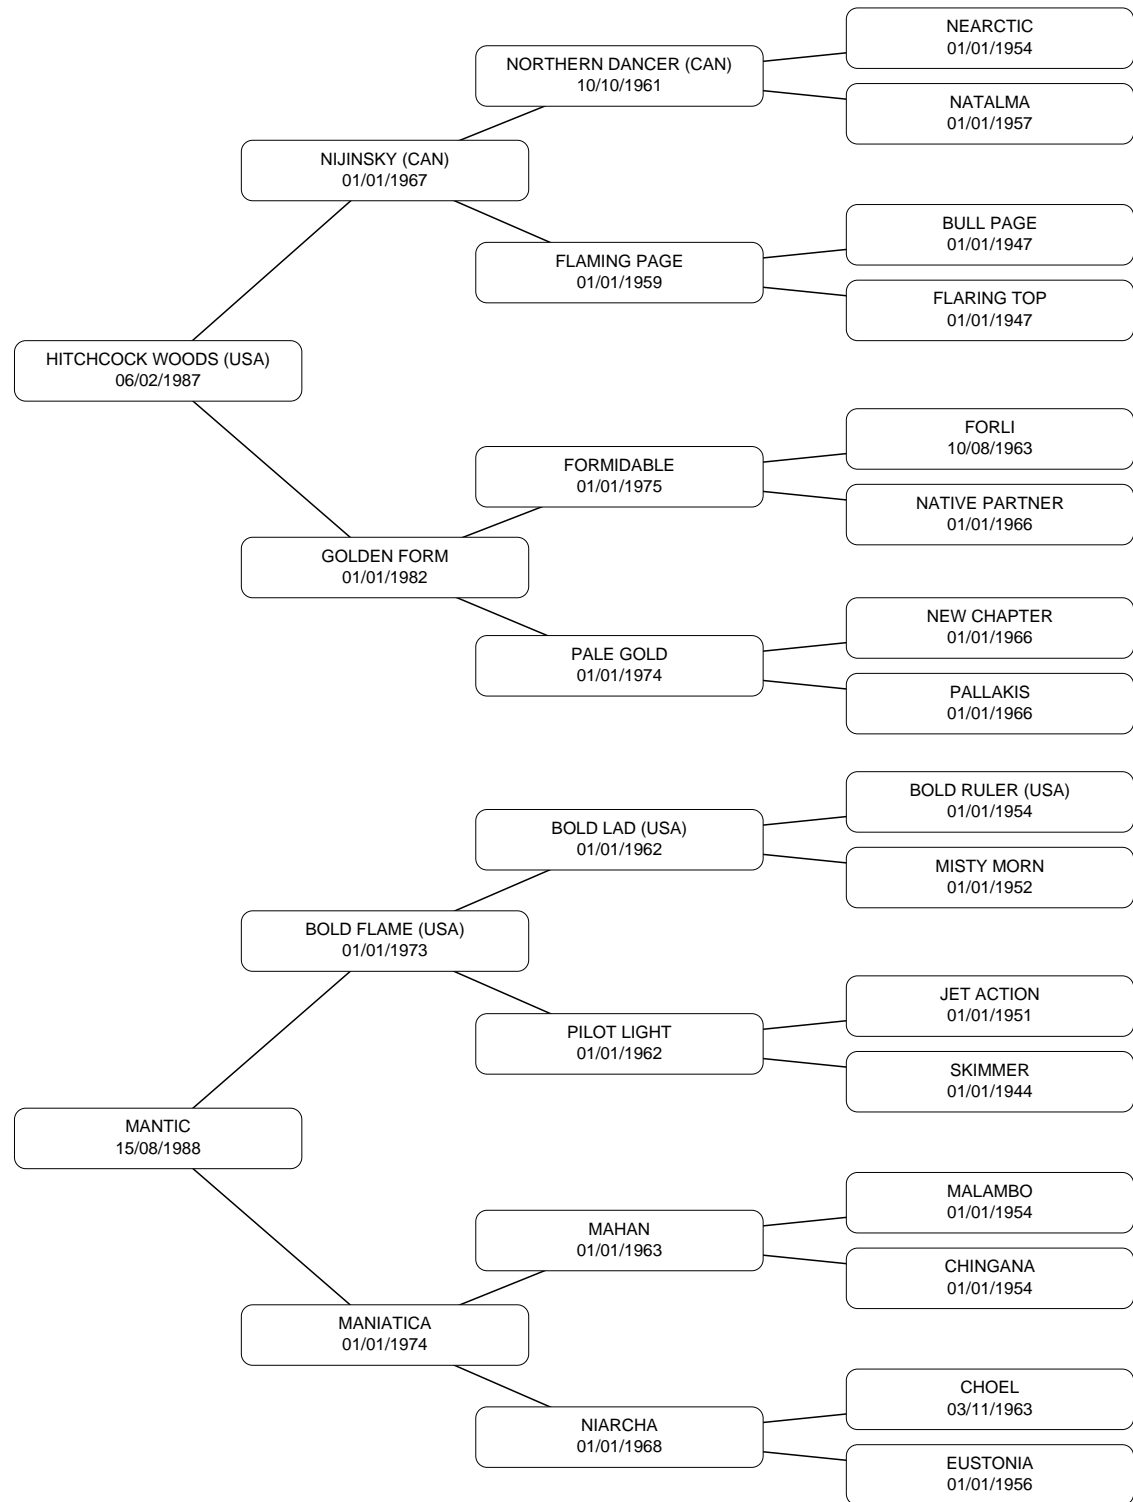 NEARCTIC
01/01/1954
NORTHERN DANCER (CAN)
10/10/1961
NATALMA
01/01/1957
NIJINSKY (CAN)
01/01/1967
BULL PAGE
01/01/1947
FLAMING PAGE
01/01/1959
FLARING TOP
01/01/1947
HITCHCOCK WOODS (USA)
06/02/1987
FORLI
10/08/1963
FORMIDABLE
01/01/1975
NATIVE PARTNER
01/01/1966
GOLDEN FORM
01/01/1982
NEW CHAPTER
01/01/1966
PALE GOLD
01/01/1974
PALLAKIS
01/01/1966
BOLD RULER (USA)
01/01/1954
BOLD LAD (USA)
01/01/1962
MISTY MORN
01/01/1952
BOLD FLAME (USA)
01/01/1973
JET ACTION
01/01/1951
PILOT LIGHT
01/01/1962
SKIMMER
01/01/1944
MANTIC
15/08/1988
MALAMBO
01/01/1954
MAHAN
01/01/1963
CHINGANA
01/01/1954
MANIATICA
01/01/1974
CHOEL
03/11/1963
NIARCHA
01/01/1968
EUSTONIA
01/01/1956